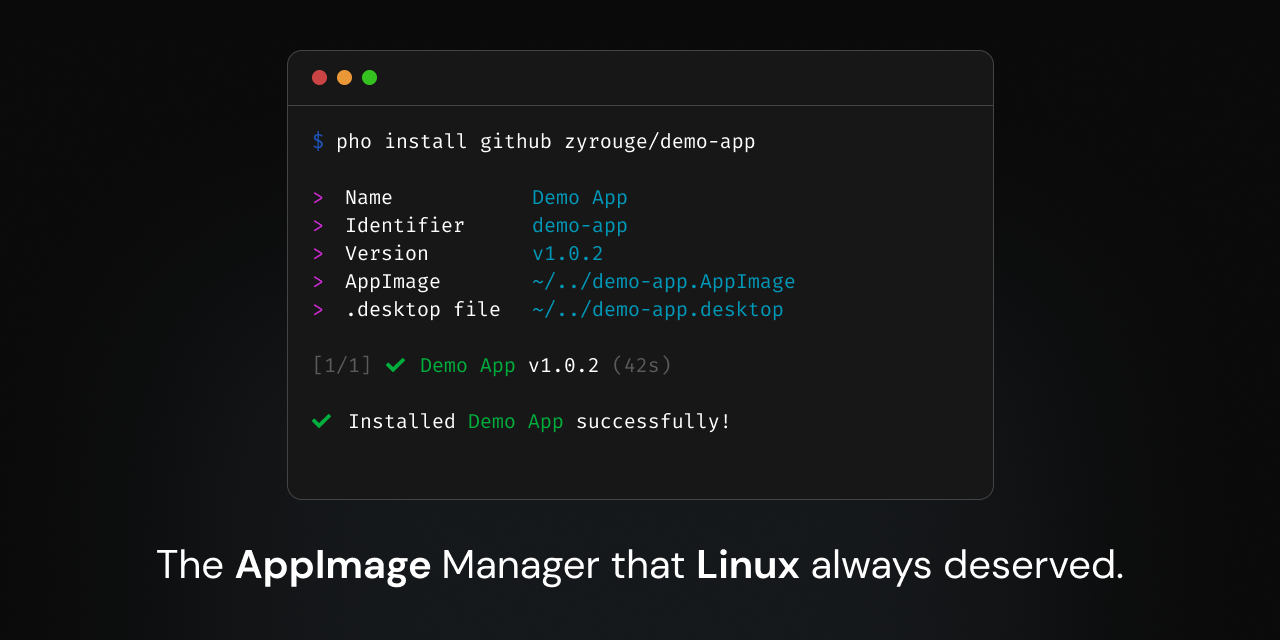 $ pho install github zyrouge/demo-app
> Name Demo App
> Identifier demo-app
> Version v1.0.2
> AppImage ~/../demo-app.AppImage
> .desktop file ~/../demo-app.desktop
[1/1] ✔ Demo App v1.0.2 (42s)
✔ Installed Demo App successfully!
The AppImage Manager that Linux always deserved.